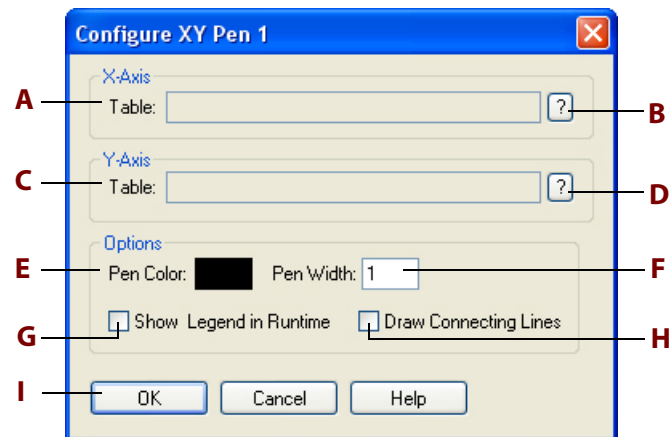 Configure XY Pen 1
X-Axis
A Table: ? B
Y-Axis
C Table: ? D
Options
E Pen Color: Pen Width: 1 F
G Show Legend in Runtime Draw Connecting Lines H
I OK Cancel Help